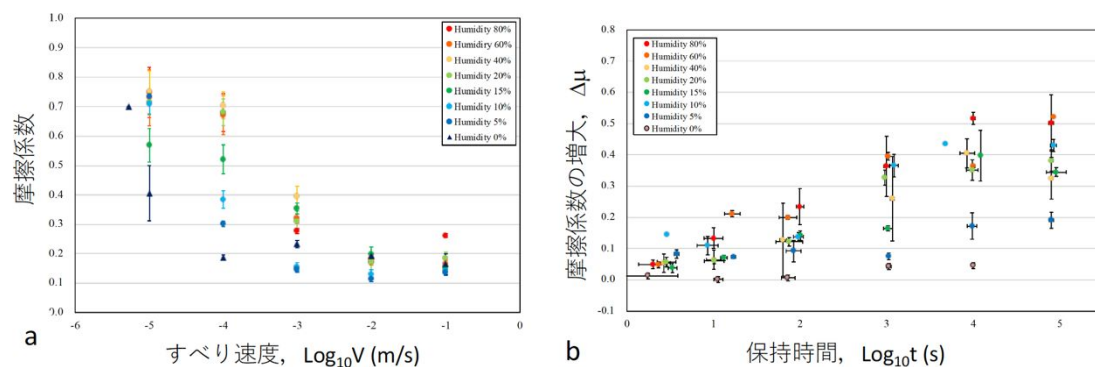 1.0
0.9
0.8
0.7
0.6
0.5
0.4
0.3
0.2
0.1
0.0
-6
-5
-4
-3
-2
-1
0
摩擦係数
Humidity 80%
Humidiry 60%
Humidity 40%
Humidity 20%
Humidity 15%
Humidity 10%
Humidity 5%
Humidity 0%
a
すべり速度，Log10V (m/s)
0.8
0.7
0.6
0.5
0.4
0.3
0.2
0.1
0.0
-0.1
0
1
2
3
4
5
摩擦係数の増大，Δμ
Humidity 80%
Humidity 60%
Humidity 40%
Humidity 20%
Humidity 15%
Humidity 10%
Humidity 5%
Humidity 0%
b
保持時間，Log10t (s)